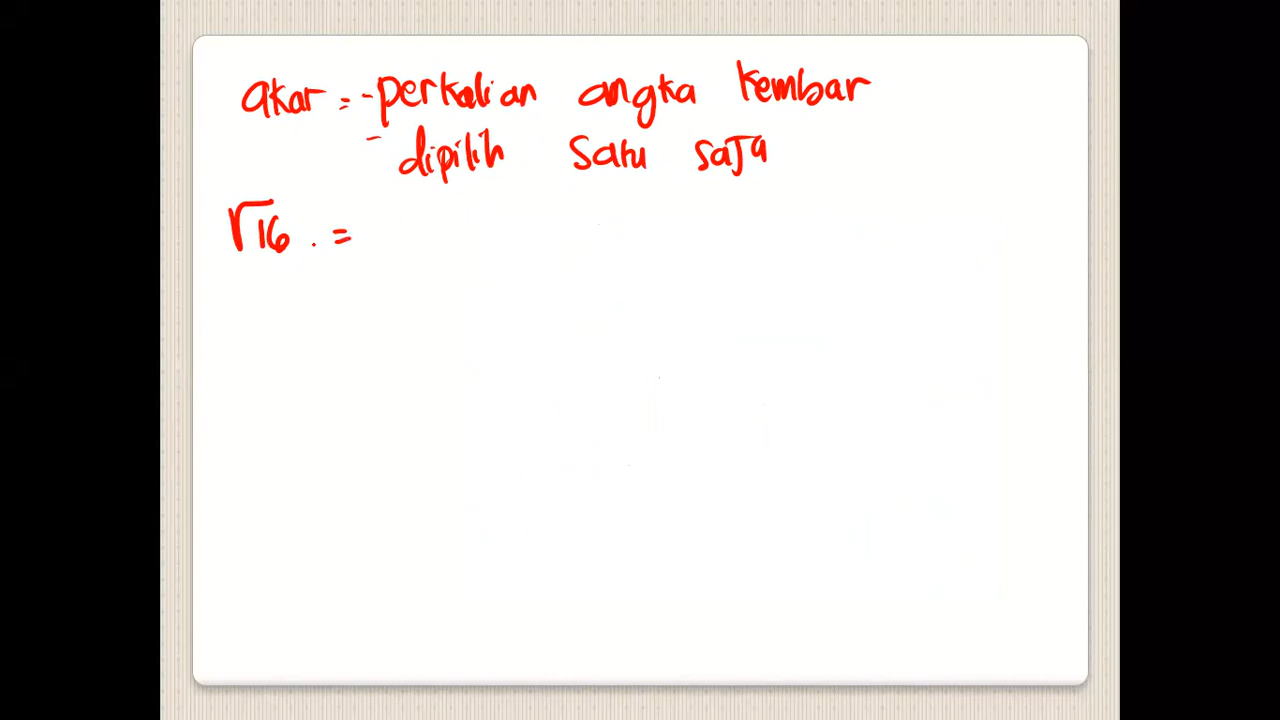 akar = - perkalian angka kembar
- dipilih satu saja
√16 . =